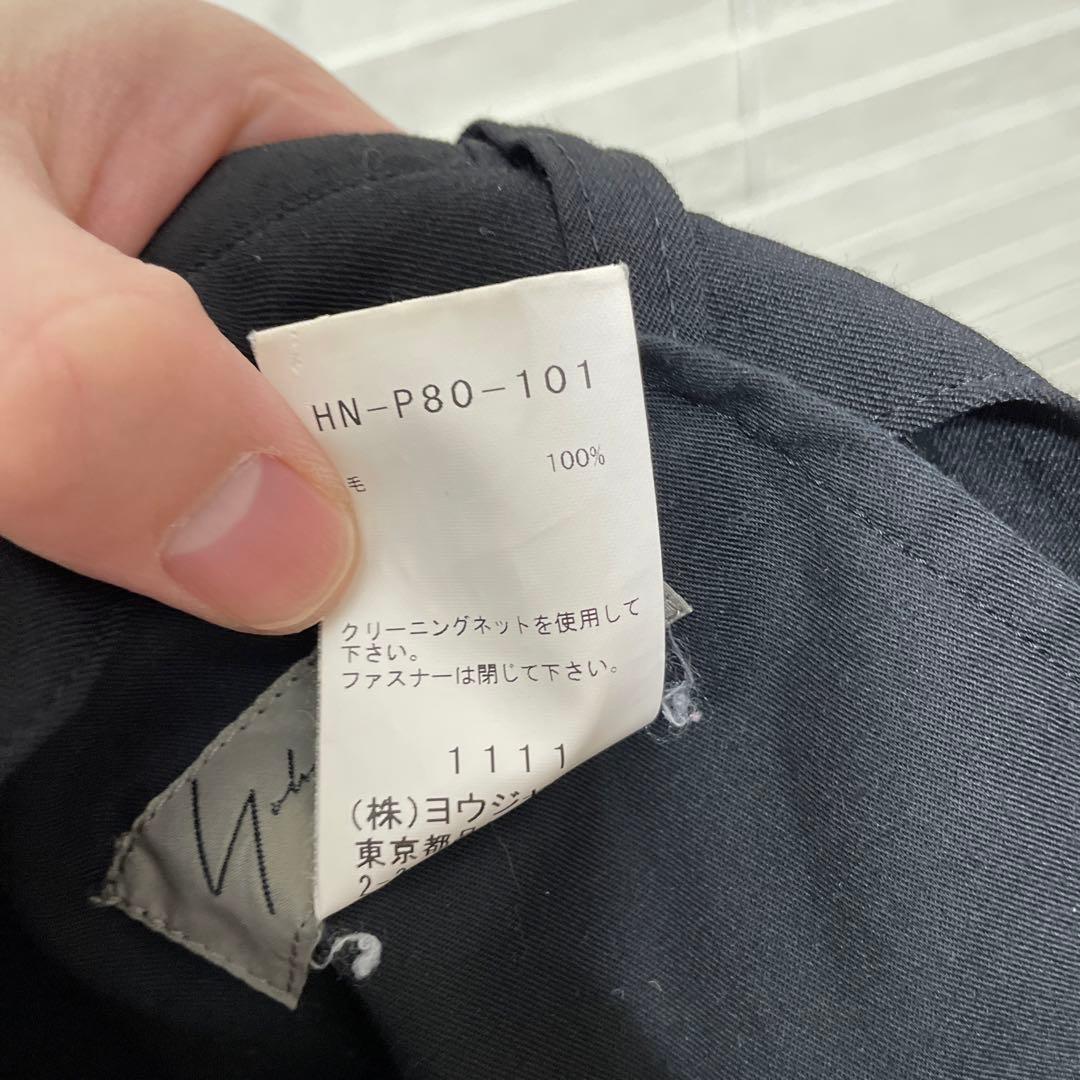 HN-P80-101
毛 100%
クリーニングネットを使用して
下さい。
ファスナーは閉じて下さい。
1111
(株)ヨウジ
東京都
2-